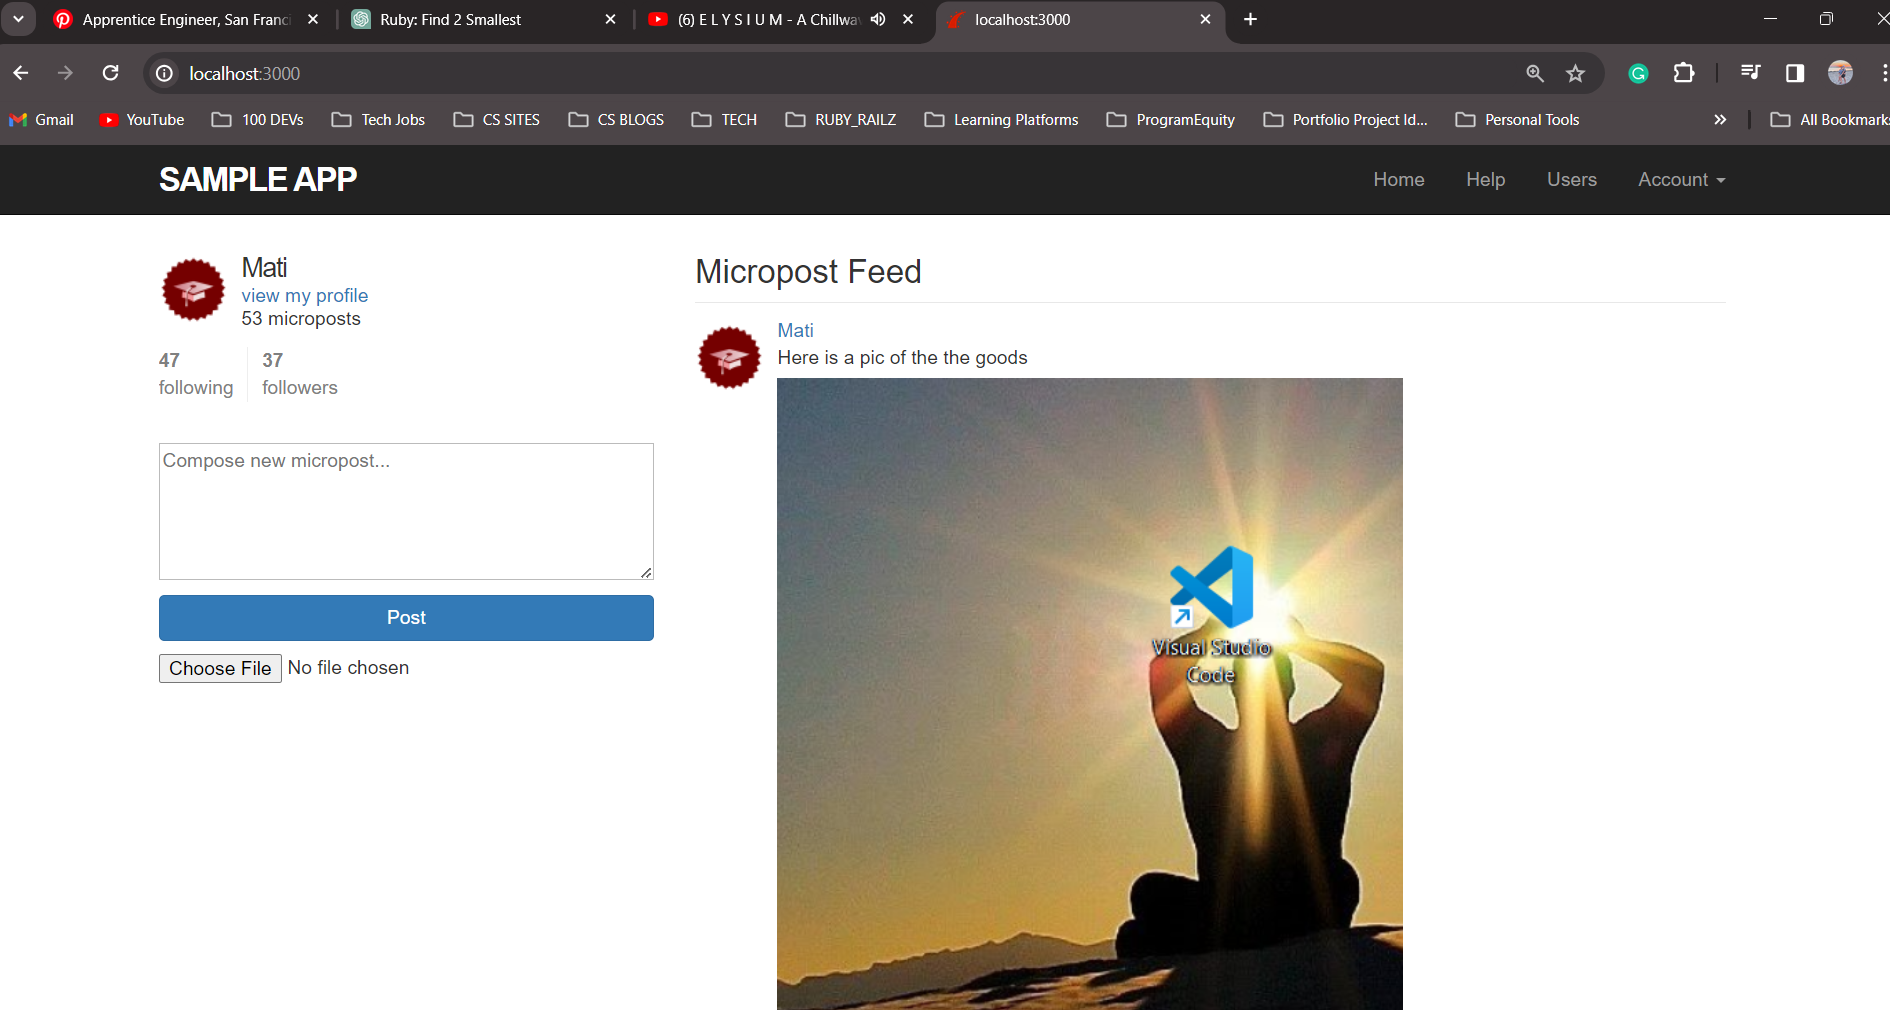 Apprentice Engineer, San Franci
Ruby: Find 2 Smallest
(6) E L Y S I U M - A Chillwav
localhost:3000
localhost:3000
Gmail
YouTube
100 DEVs
Tech Jobs
CS SITES
CS BLOGS
TECH
RUBY_RAILZ
Learning Platforms
ProgramEquity
Portfolio Project Id...
Personal Tools
All Bookmarks
SAMPLE APP
Home
Help
Users
Account
Mati
view my profile
53 microposts
47
following
37
followers
Compose new micropost...
Post
Choose File No file chosen
Micropost Feed
Mati
Here is a pic of the the goods
Visual Studio
Code